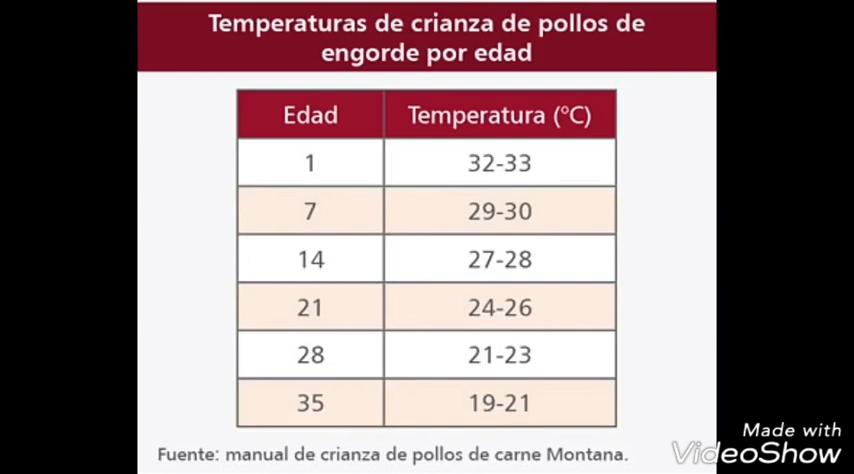 Temperaturas de crianza de pollos de
engorde por edad
Edad Temperatura (°C)
1 32-33
7 29-30
14 27-28
21 24-26
28 21-23
35 19-21
Fuente: manual de crianza de pollos de carne Montana.
Made with
VideoShow